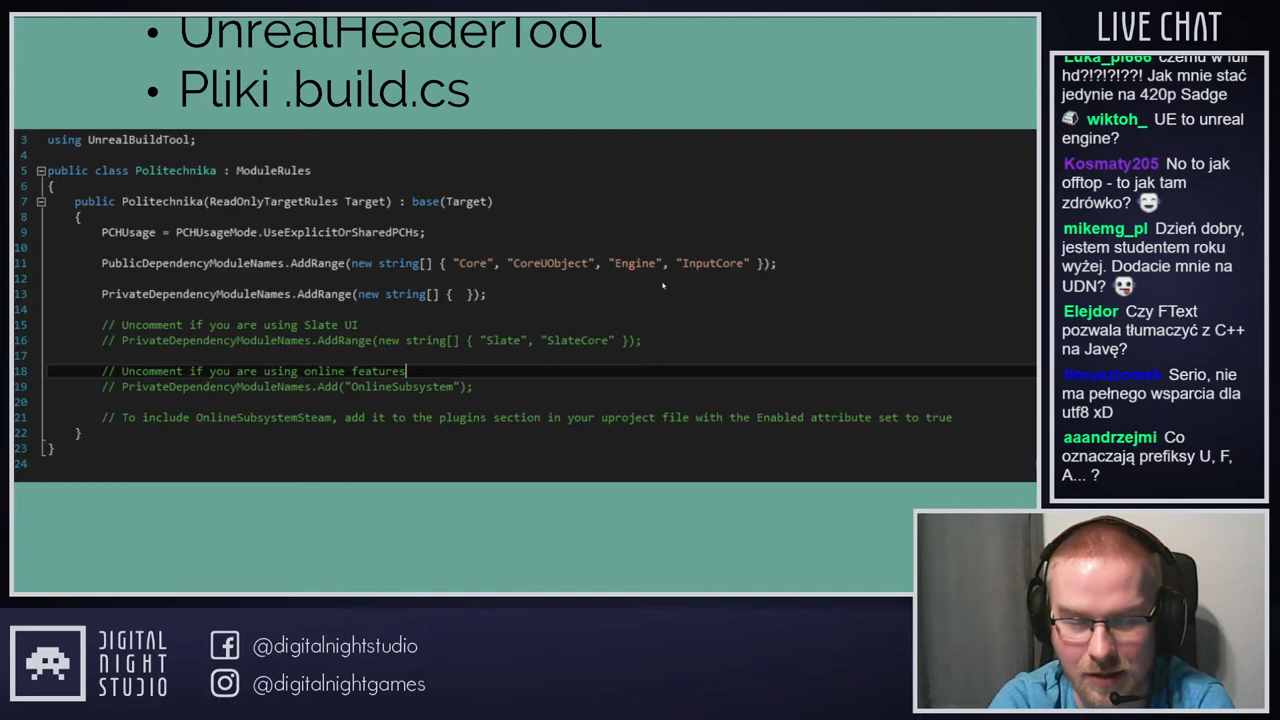 • UnrealHeaderTool
• Pliki .build.cs
3 using UnrealBuildTool;
4
5 public class Politechnika : ModuleRules
6 {
7 public Politechnika(ReadOnlyTargetRules Target) : base(Target)
8 {
9 PCHUsage = PCHUsageMode.UseExplicitOrSharedPCHs;
10
11 PublicDependencyModuleNames.AddRange(new string[] { "Core", "CoreUObject", "Engine", "InputCore" });
12
13 PrivateDependencyModuleNames.AddRange(new string[] {  });
14
15 // Uncomment if you are using Slate UI
16 // PrivateDependencyModuleNames.AddRange(new string[] { "Slate", "SlateCore" });
17
18 // Uncomment if you are using online features
19 // PrivateDependencyModuleNames.Add("OnlineSubsystem");
20
21 // To include OnlineSubsystemSteam, add it to the plugins section in your uproject file with the Enabled attribute set to true
22 }
23 }
24
LIVE CHAT
Luka_pl666 czemu w full
hd?!?!?!??! Jak mnie stać
jedynie na 420p Sadge
wiktoh_ UE to unreal
engine?
Kosmaty205 No to jak
offtop - to jak tam
zdrówko?
mikemg_pl Dzień dobry,
jestem studentem roku
wyżej. Dodacie mnie na
UDN?
Elejdor Czy FText
pozwala tłumaczyć z C++
na Javę?
timusziomek Serio, nie
ma pełnego wsparcia dla
utf8 xD
aaandrzejmi Co
oznaczają prefiksy U, F,
A... ?
DIGITAL
NIGHT
STUDIO
@digitalnightstudio
@digitalnightgames